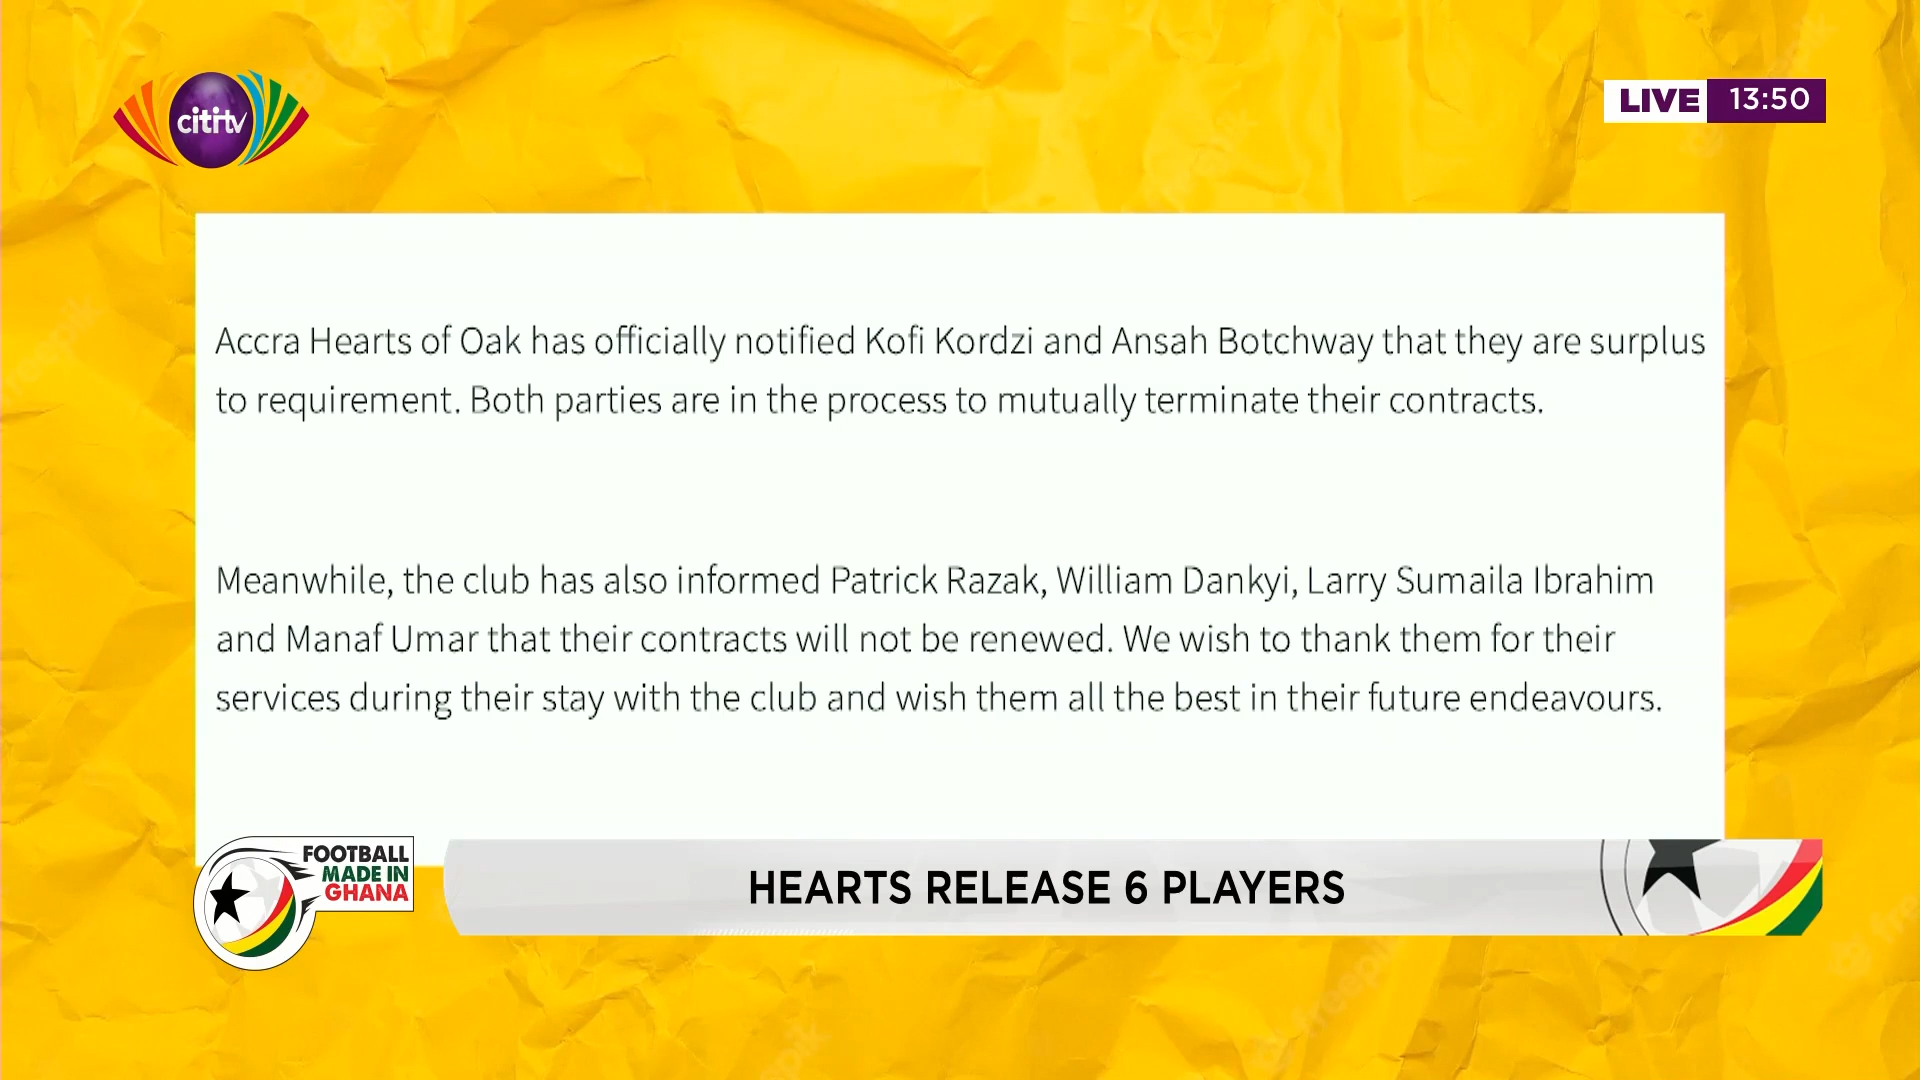 cititv
LIVE 13:50
Accra Hearts of Oak has officially notified Kofi Kordzi and Ansah Botchway that they are surplus
to requirement. Both parties are in the process to mutually terminate their contracts.
Meanwhile, the club has also informed Patrick Razak, William Dankyi, Larry Sumaila Ibrahim
and Manaf Umar that their contracts will not be renewed. We wish to thank them for their
services during their stay with the club and wish them all the best in their future endeavours.
FOOTBALL
MADE IN
GHANA
HEARTS RELEASE 6 PLAYERS